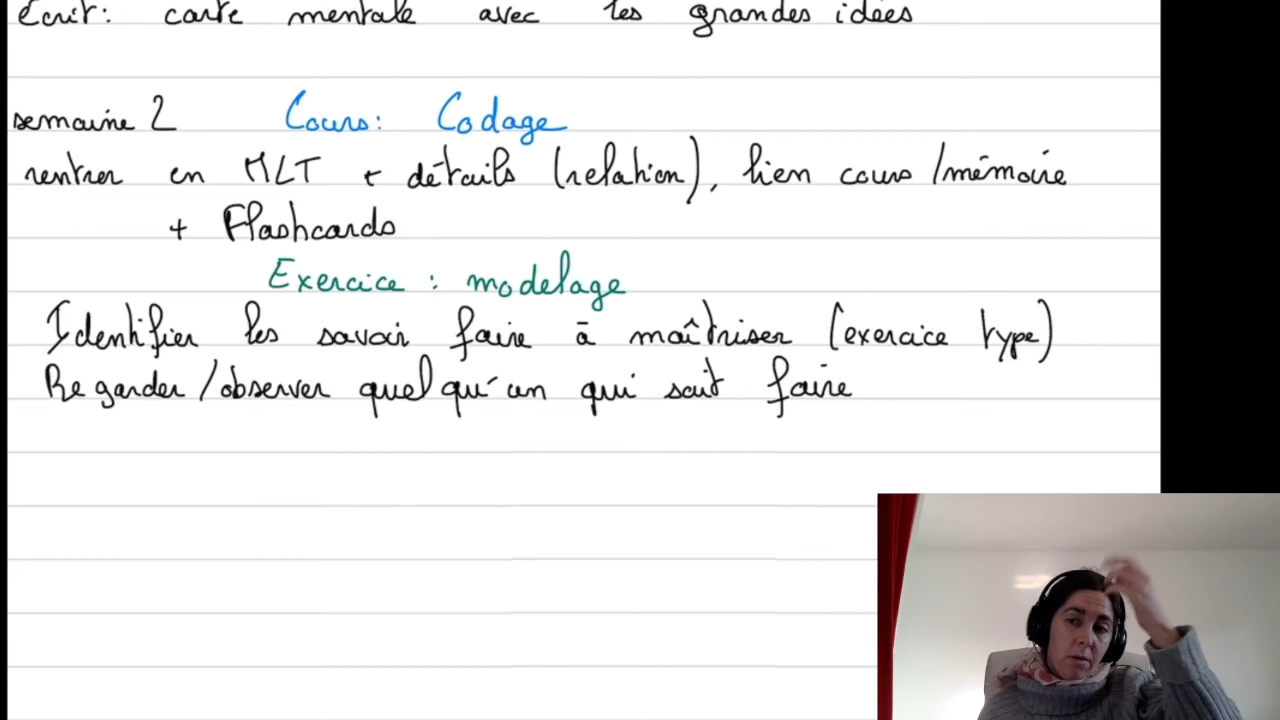 Écrit: carte mentale avec les grandes idées
semaine 2 Cours: Codage
rentrer en MLT + détails (relation), lien cours/mémoire
+ Flashcards
Exercice: modelage
Identifier les savoir faire à maîtriser (exercice type)
Regarder/observer quelqu'un qui sait faire